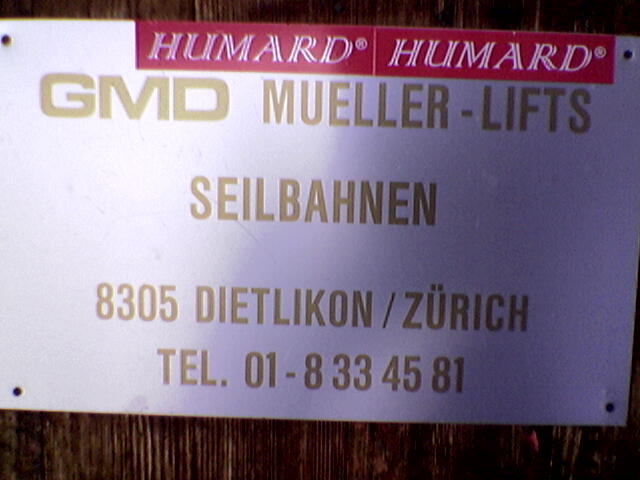 HUMARD® HUMARD®
GMD MUELLER-LIFTS
SEILBAHNEN
8305 DIETLIKON/ZÜRICH
TEL. 01-8 33 45 81